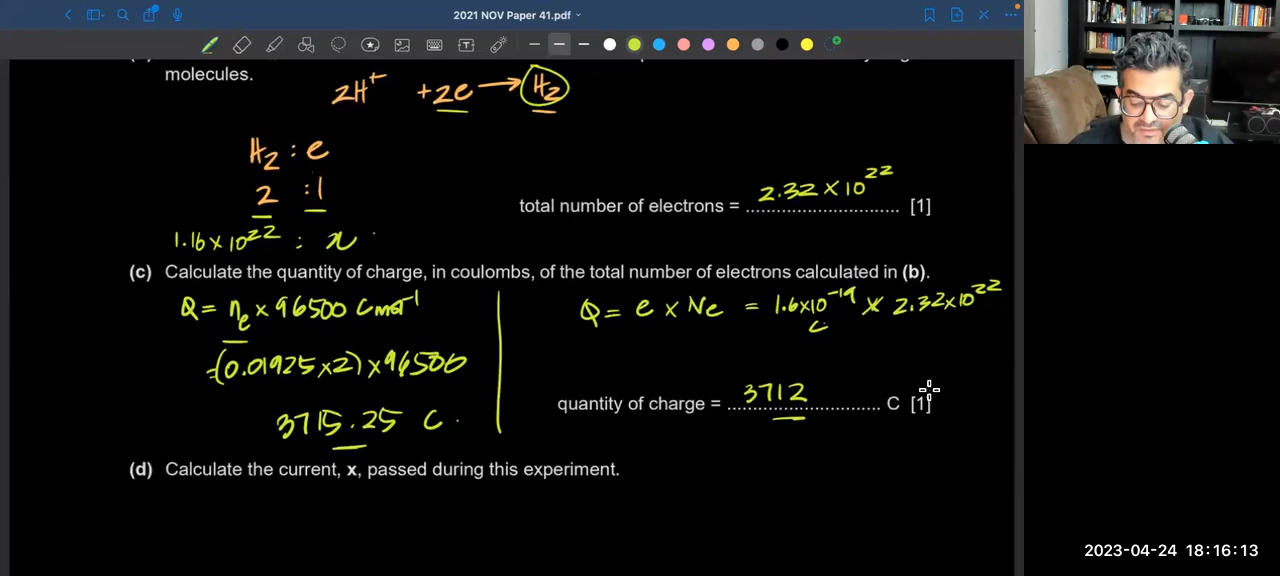 2021 NOV Paper 41.pdf
molecules.
2H⁺ + 2e → H₂
H₂ : e
2 : 1
1.16 × 10²² : x
total number of electrons = 2.32 × 10²² [1]
(c) Calculate the quantity of charge, in coulombs, of the total number of electrons calculated in (b).
Q = nₑ × 96500 C mol⁻¹
= (0.01925 × 2) × 96500
3715.25 C.
Q = e × Ne = 1.6×10⁻¹⁹ × 2.32×10²²
C
quantity of charge = 3712 C [1]
(d) Calculate the current, x, passed during this experiment.
2023-04-24 18:16:13